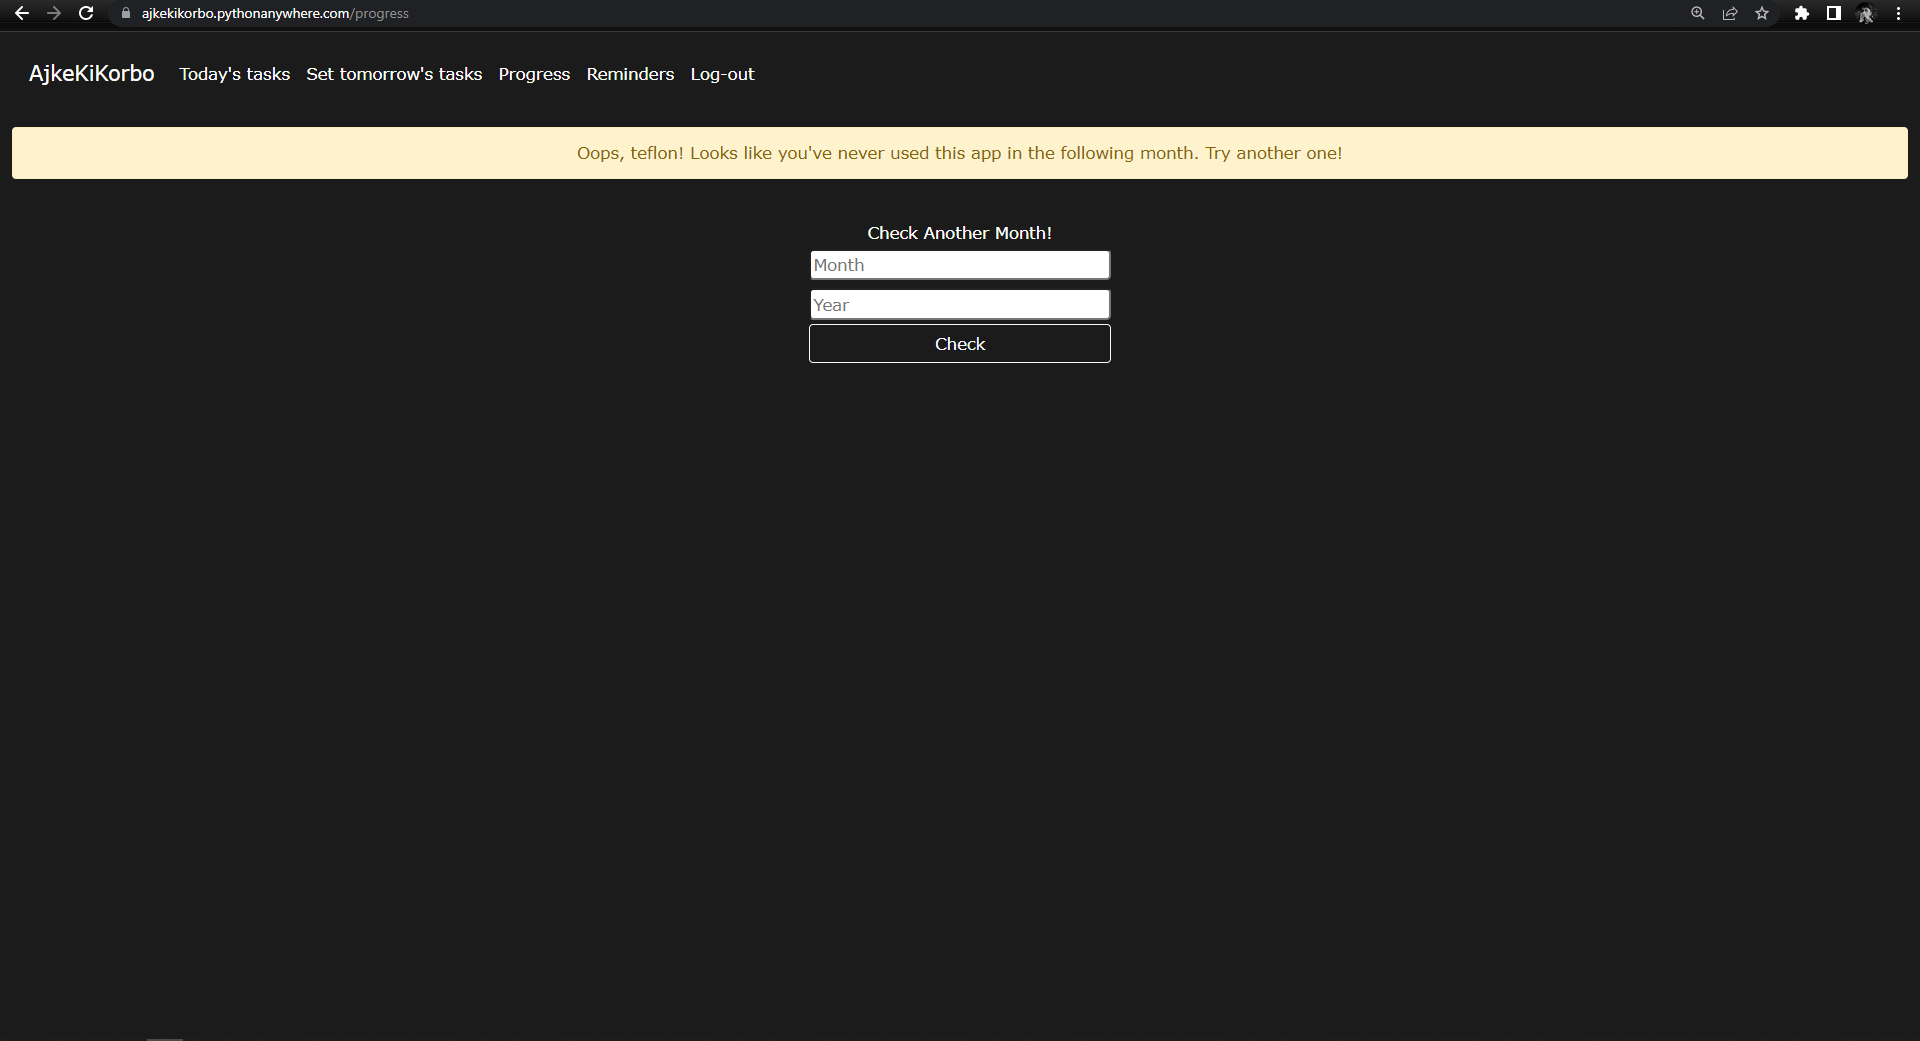 ajkekikorbo.pythonanywhere.com/progress
AjkeKiKorbo Today's tasks Set tomorrow's tasks Progress Reminders Log-out
Oops, teflon! Looks like you've never used this app in the following month. Try another one!
Check Another Month!
Month
Year
Check